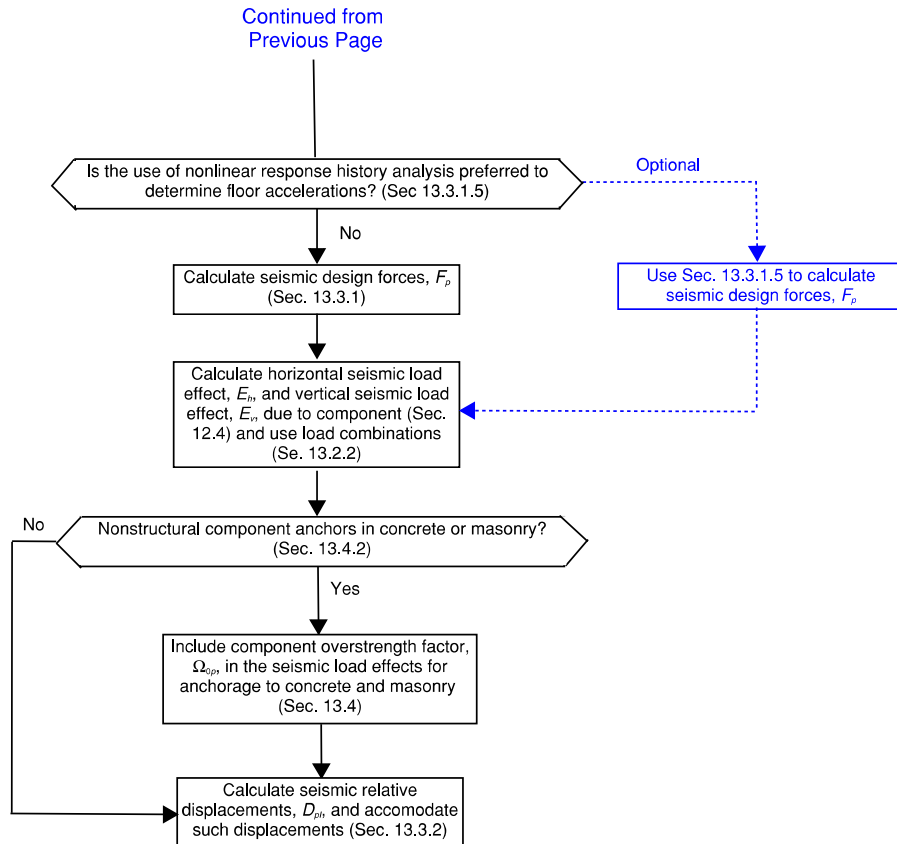 Continued from
Previous Page
Is the use of nonlinear response history analysis preferred to
determine floor accelerations? (Sec 13.3.1.5)
Optional
No
Calculate seismic design forces, Fp
(Sec. 13.3.1)
Use Sec. 13.3.1.5 to calculate
seismic design forces, Fp
Calculate horizontal seismic load
effect, Eh, and vertical seismic load
effect, Ev, due to component (Sec.
12.4) and use load combinations
(Se. 13.2.2)
No
Nonstructural component anchors in concrete or masonry?
(Sec. 13.4.2)
Yes
Include component overstrength factor,
Ω0p, in the seismic load effects for
anchorage to concrete and masonry
(Sec. 13.4)
Calculate seismic relative
displacements, DpI, and accomodate
such displacements (Sec. 13.3.2)